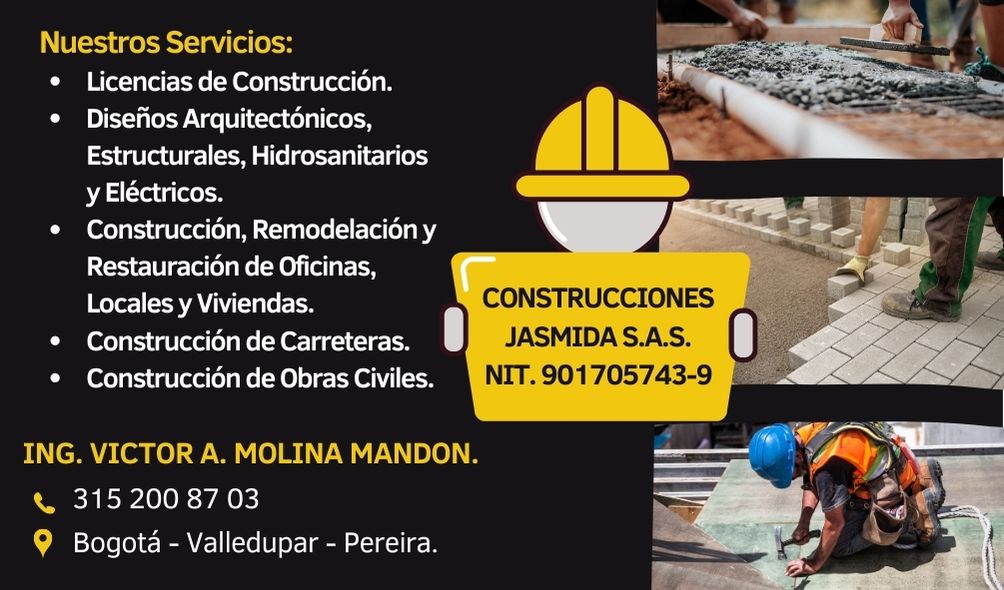 Nuestros Servicios:
• Licencias de Construcción.
• Diseños Arquitectónicos,
Estructurales, Hidrosanitarios
y Eléctricos.
• Construcción, Remodelación y
Restauración de Oficinas,
Locales y Viviendas.
• Construcción de Carreteras.
• Construcción de Obras Civiles.
CONSTRUCCIONES
JASMIDA S.A.S.
NIT. 901705743-9
ING. VICTOR A. MOLINA MANDON.
315 200 87 03
Bogotá - Valledupar - Pereira.